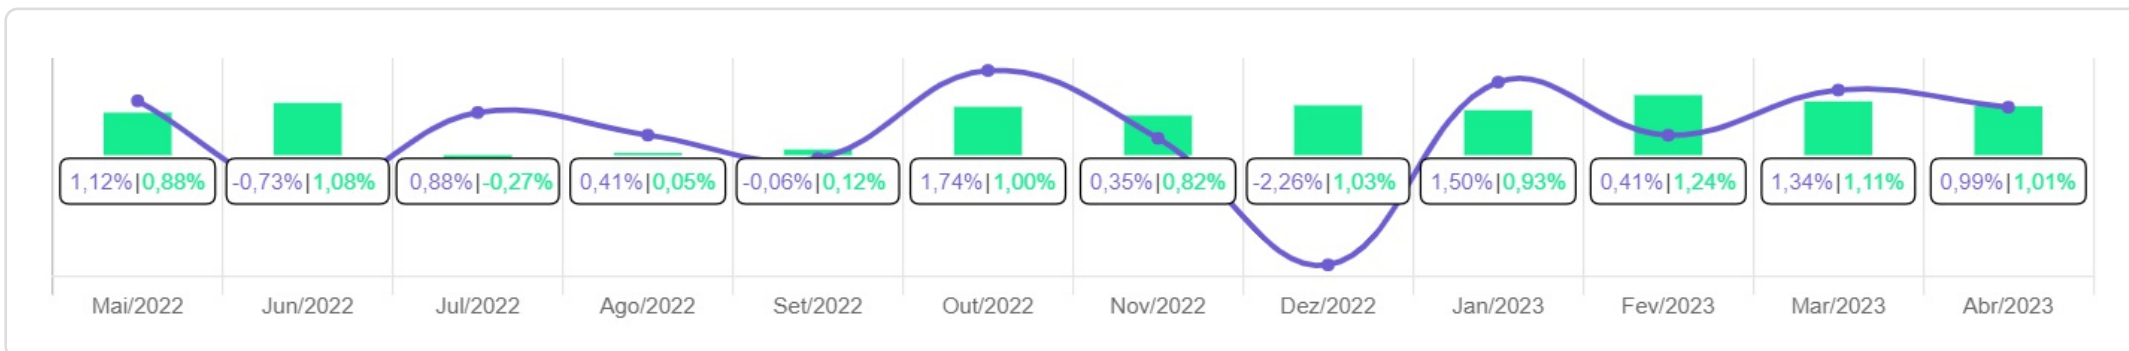 1,12%|0,88% -0,73%|1,08% 0,88%|-0,27% 0,41%|0,05% -0,06%|0,12% 1,74%|1,00% 0,35%|0,82% -2,26%|1,03% 1,50%|0,93% 0,41%|1,24% 1,34%|1,11% 0,99%|1,01%
Mai/2022 Jun/2022 Jul/2022 Ago/2022 Set/2022 Out/2022 Nov/2022 Dez/2022 Jan/2023 Fev/2023 Mar/2023 Abr/2023